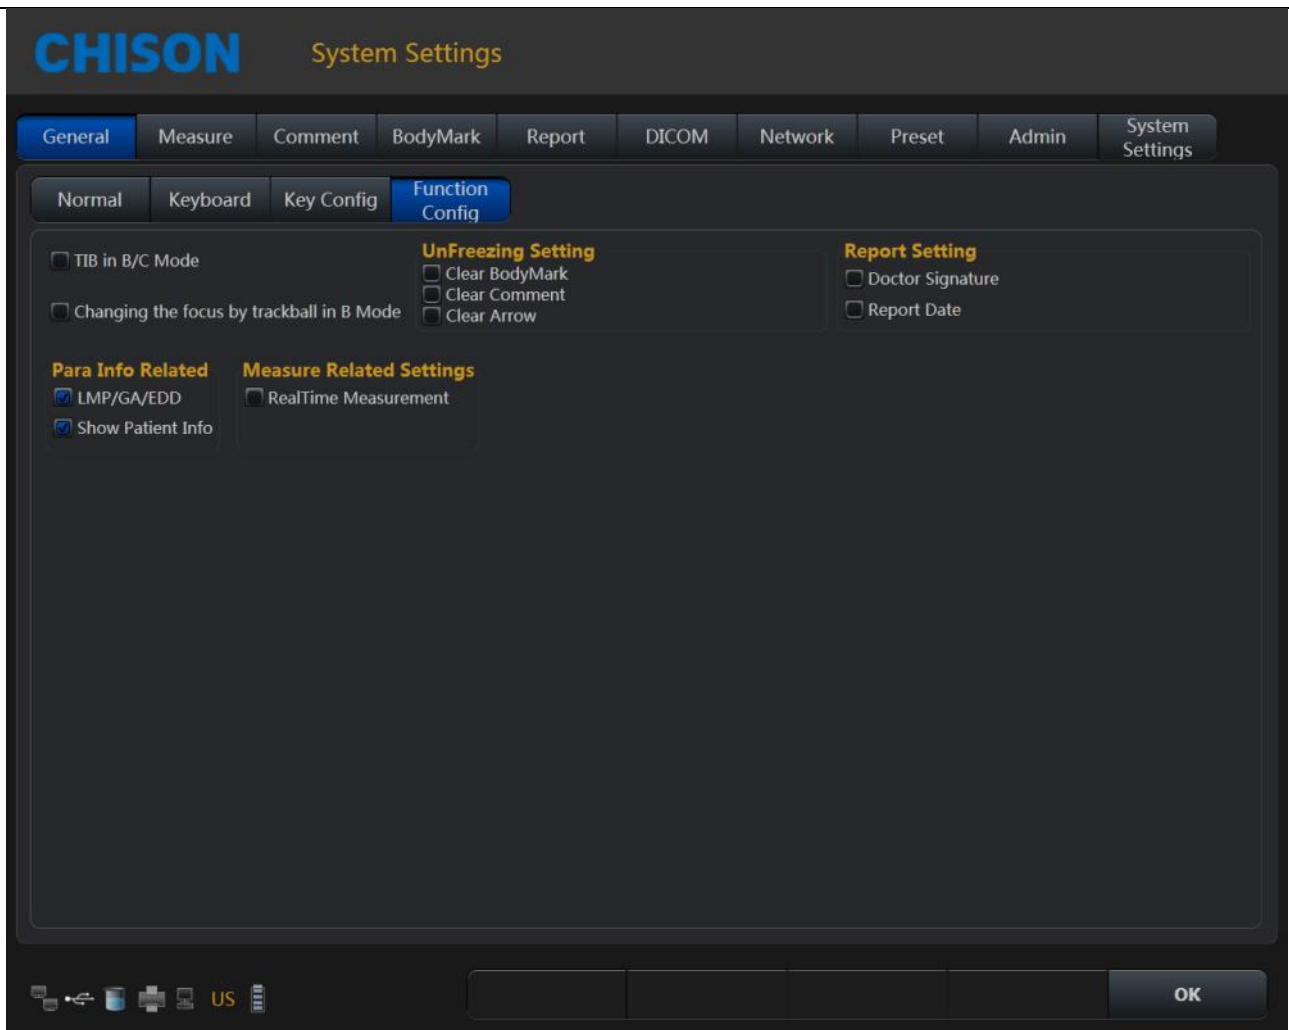 CHISON System Settings
General Measure Comment BodyMark Report DICOM Network Preset Admin System Settings
Normal Keyboard Key Config Function Config
TIB in B/C Mode
Changing the focus by trackball in B Mode
UnFreezing Setting
Clear BodyMark
Clear Comment
Clear Arrow
Report Setting
Doctor Signature
Report Date
Para Info Related
LMP/GA/EDD
Show Patient Info
Measure Related Settings
RealTime Measurement
US
OK